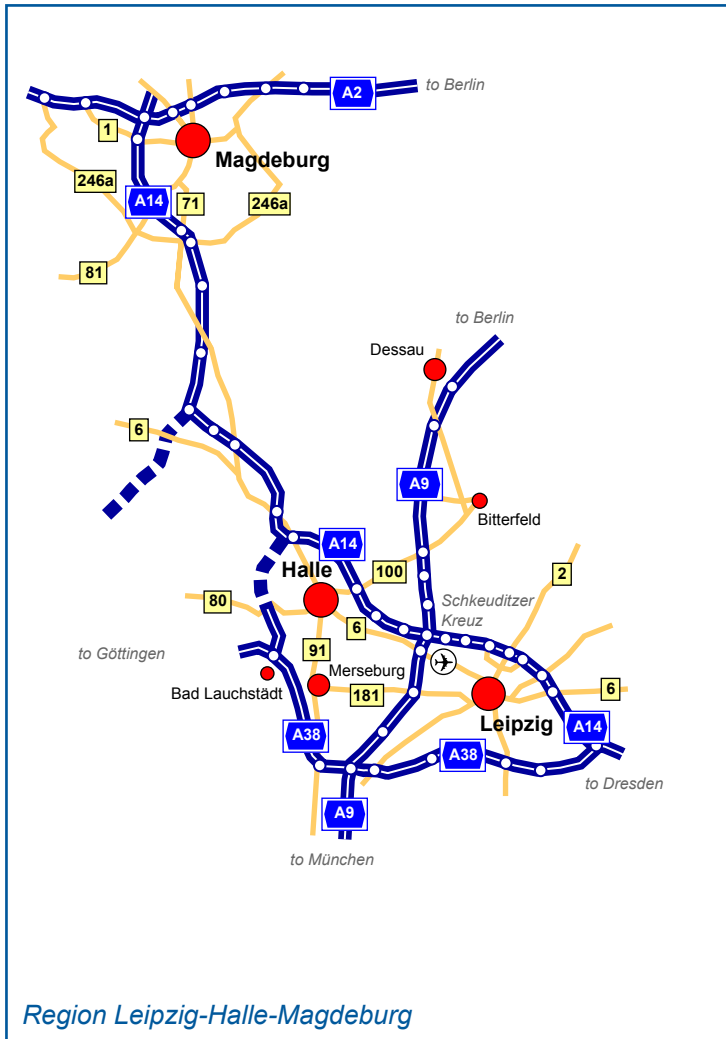 to Berlin
A2
1
Magdeburg
246a
A14
71
246a
81
to Berlin
Dessau
6
A9
Bitterfeld
A14
Halle
100
2
80
6
Schkeuditzer
Kreuz
91
to Göttingen
Merseburg
Bad Lauchstädt
181
6
Leipzig
A14
A38
A38
to Dresden
A9
to München
Region Leipzig-Halle-Magdeburg